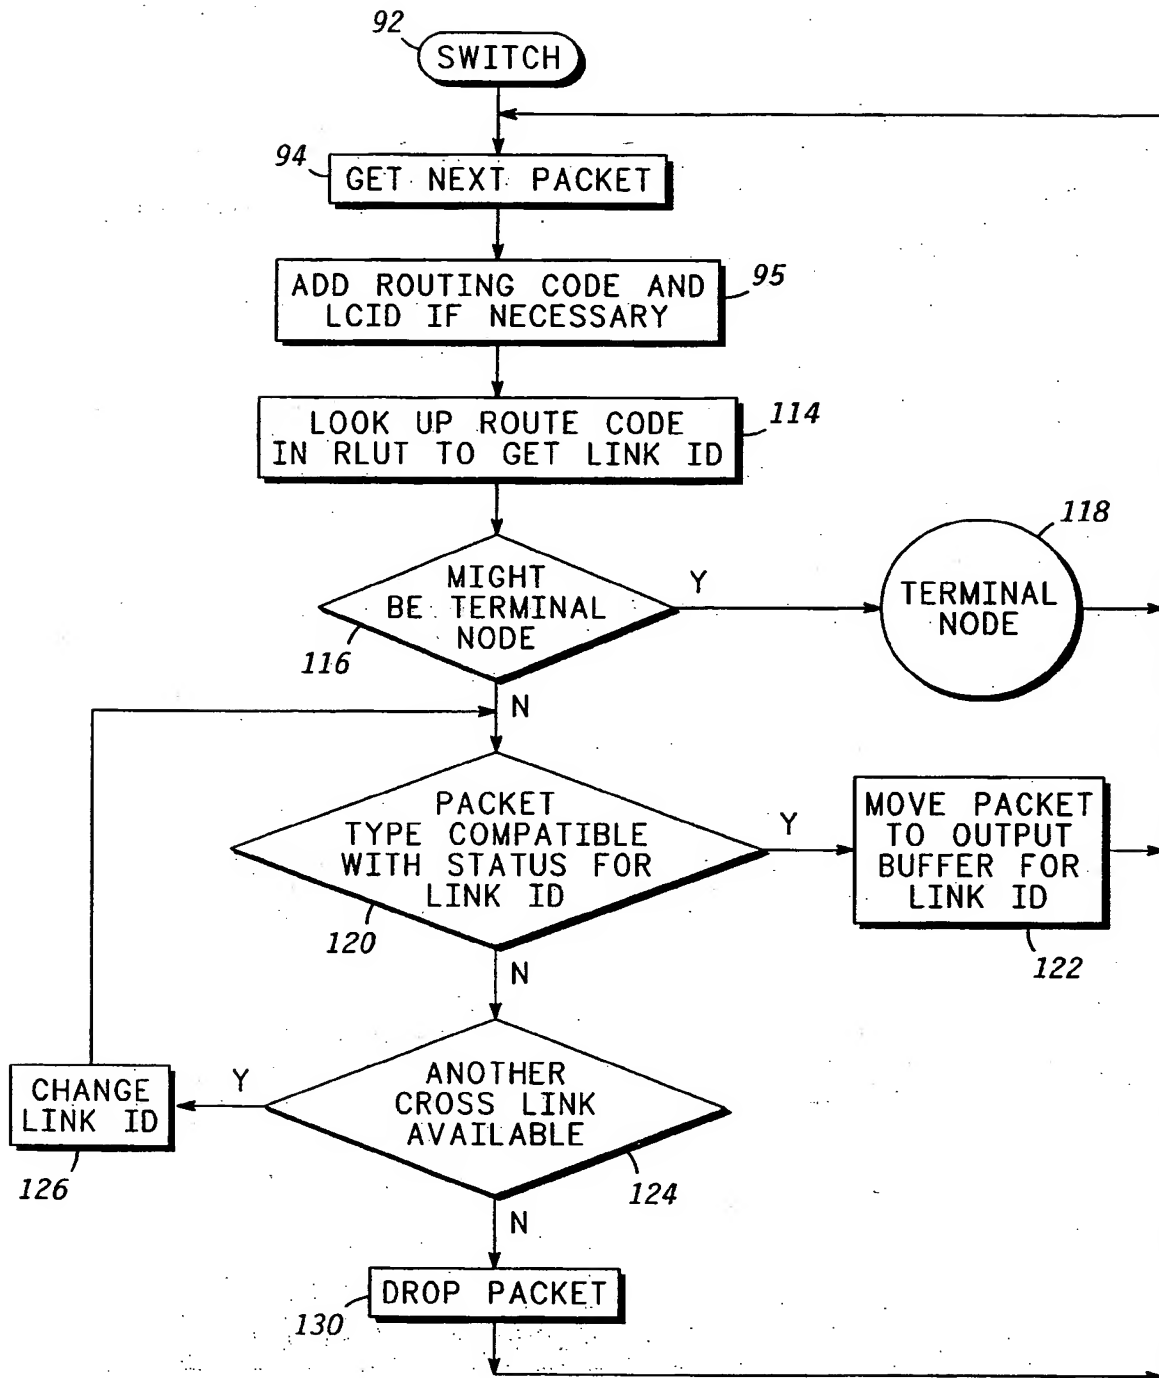 92
SWITCH
94
GET NEXT PACKET
ADD ROUTING CODE AND
LCID IF NECESSARY
95
LOOK UP ROUTE CODE
IN RLUT TO GET LINK ID
114
MIGHT
BE TERMINAL
NODE
116
Y
118
TERMINAL
NODE
N
PACKET
TYPE COMPATIBLE
WITH STATUS FOR
LINK ID
120
Y
MOVE PACKET
TO OUTPUT
BUFFER FOR
LINK ID
122
N
ANOTHER
CROSS LINK
AVAILABLE
124
Y
CHANGE
LINK ID
126
N
DROP PACKET
130